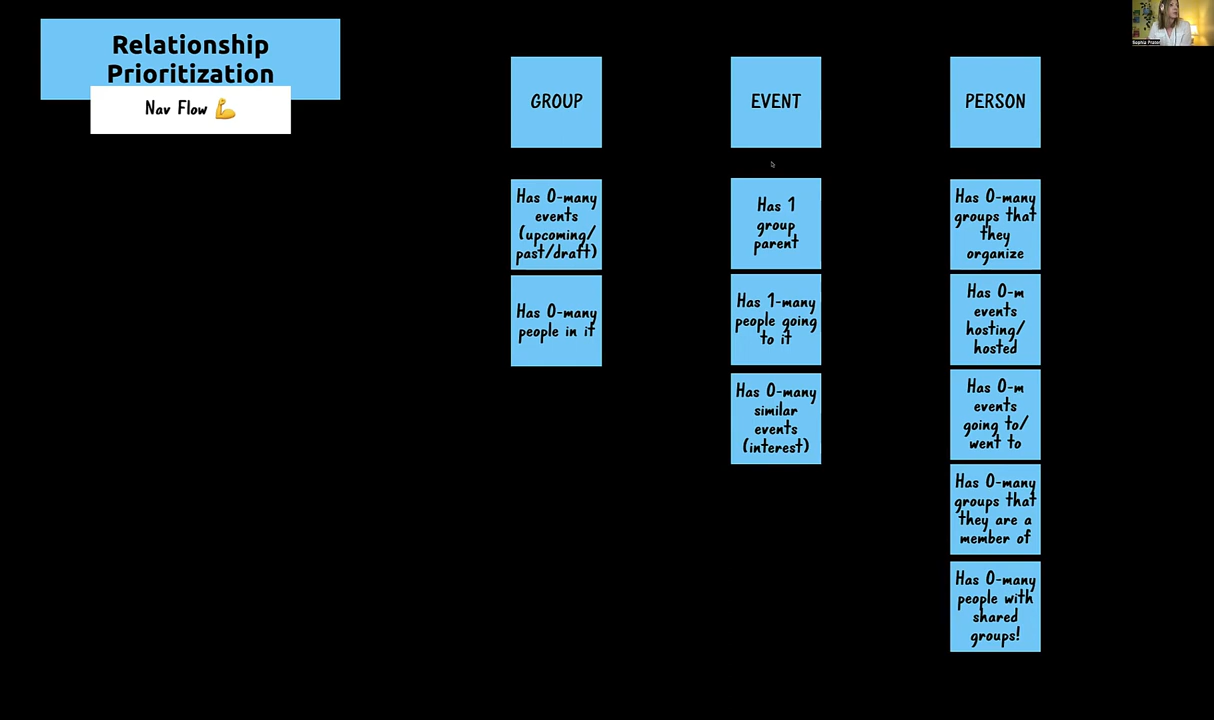 Relationship
Prioritization
Nav Flow 💪
GROUP
Has 0-many
events
(upcoming/
past/draft)
Has 0-many
people in it
EVENT
Has 1
group
parent
Has 1-many
people going
to it
Has 0-many
similar
events
(interest)
PERSON
Has 0-many
groups that
they
organize
Has 0-m
events
hosting/
hosted
Has 0-m
events
going to/
went to
Has 0-many
groups that
they are a
member of
Has 0-many
people with
shared
groups!
Sophia Prater